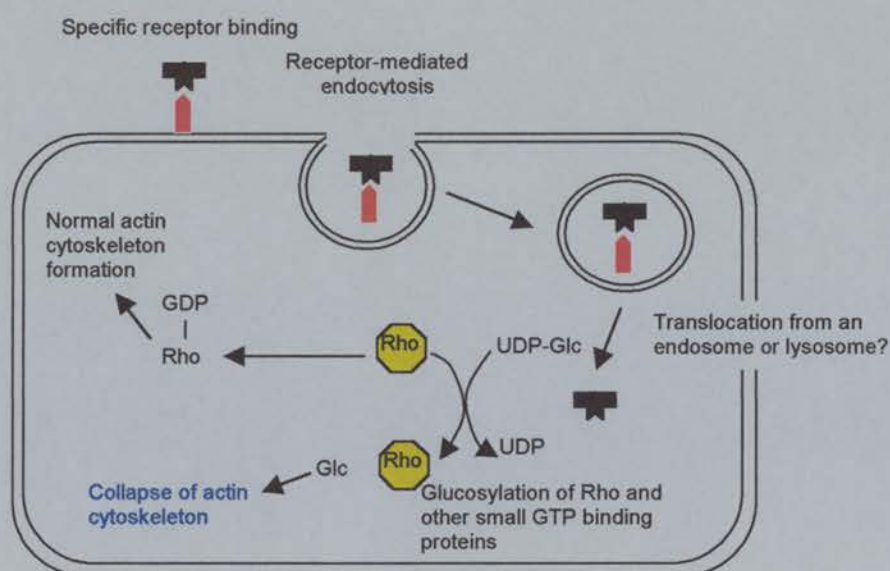 Specific receptor binding
Receptor-mediated
endocytosis
Normal actin
cytoskeleton
formation
GDP
Rho
Rho
UDP-Glc
Translocation from an
endosome or lysosome?
UDP
Rho
Glc
Collapse of actin
cytoskeleton
Glucosylation of Rho and
other small GTP binding
proteins